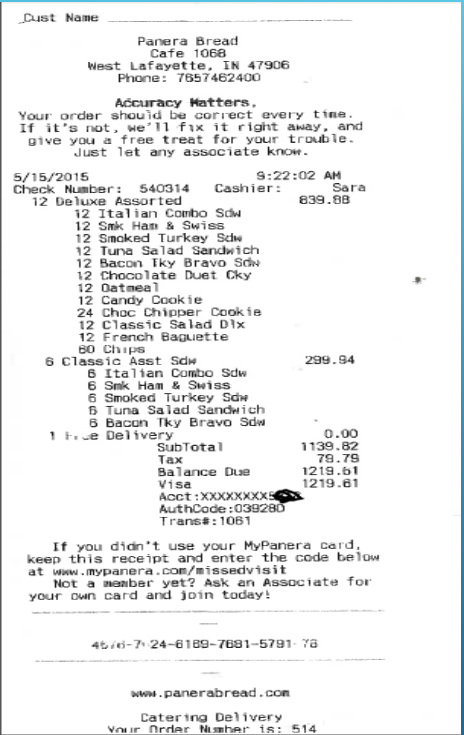 Cust Name
Panera Bread
Cafe 1068
West Lafayette, IN 47906
Phone: 7657462400
Accuracy Matters.
Your order should be correct every time.
If it's not, we'll fix it right away, and
give you a free treat for your trouble.
Just let any associate know.
5/15/2015 9:22:02 AM
Check Number: 540314 Cashier: Sara
12 Deluxe Assorted 839.88
12 Italian Combo Sdw
12 Smk Ham & Swiss
12 Smoked Turkey Sdw
12 Tuna Salad Sandwich
12 Bacon Tky Bravo Sdw
12 Chocolate Duet Cky
12 Oatmeal
12 Candy Cookie
24 Choc Chipper Cookie
12 Classic Salad Dlx
12 French Baguette
60 Chips
6 Classic Asst Sdw 299.94
6 Italian Combo Sdw
6 Smk Ham & Swiss
6 Smoked Turkey Sdw
6 Tuna Salad Sandwich
6 Bacon Tky Bravo Sdw
1 Free Delivery 0.00
SubTotal 1139.82
Tax 79.79
Balance Due 1219.61
Visa 1219.61
Acct:XXXXXXXX
AuthCode:039280
Trans#:1061
If you didn't use your MyPanera card,
keep this receipt and enter the code below
at www.mypanera.com/missedvisit
Not a member yet? Ask an Associate for
your own card and join today!
24-6169-7681-5791
www.panerabread.com
Catering Delivery
Your Order Number is: 514